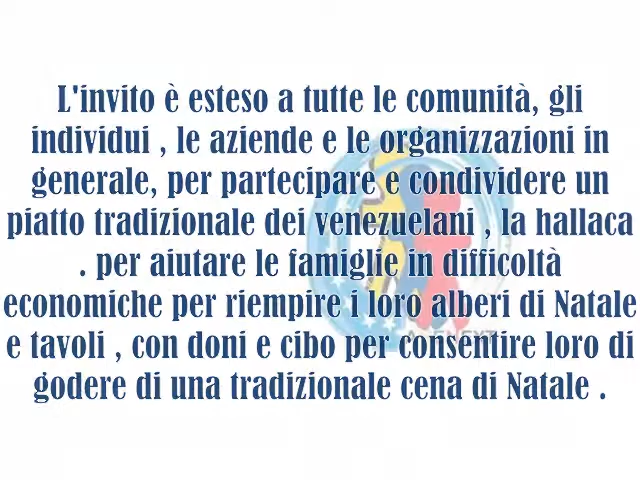 L'invito è esteso a tutte le comunità, gli
individui , le aziende e le organizzazioni in
generale, per partecipare e condividere un
piatto tradizionale dei venezuelani , la hallaca
. per aiutare le famiglie in difficoltà
economiche per riempire i loro alberi di Natale
e tavoli , con doni e cibo per consentire loro di
godere di una tradizionale cena di Natale .